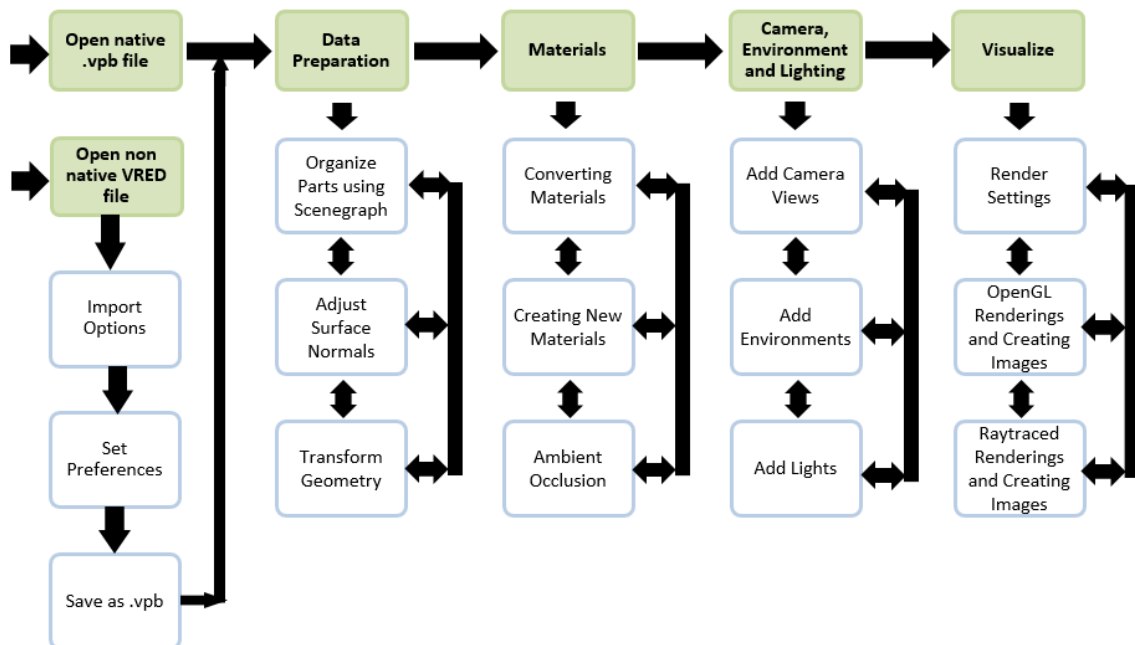 Open native
.vpb file
Data
Preparation
Materials
Camera,
Environment
and Lighting
Visualize
Open non
native VRED
file
Organize
Parts using
Scenegraph
Converting
Materials
Add Camera
Views
Render
Settings
Import
Options
Adjust
Surface
Normals
Creating New
Materials
Add
Environments
OpenGL
Renderings
and Creating
Images
Set
Preferences
Transform
Geometry
Ambient
Occlusion
Add Lights
Raytraced
Renderings
and Creating
Images
Save as .vpb